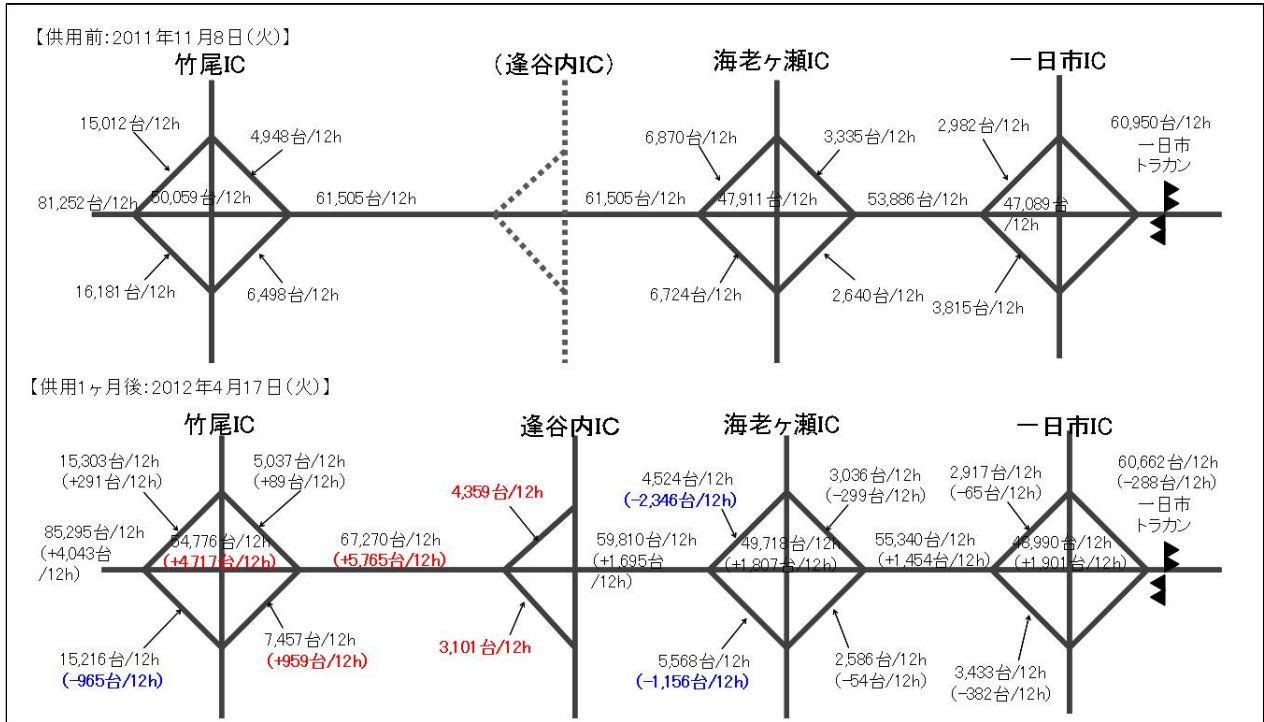 【供用前:2011年11月8日(火)】
竹尾IC
(逢谷内IC)
海老ヶ瀬IC
一日市IC
15,012台/12h
4,948台/12h
6,870台/12h
3,335台/12h
2,982台/12h
60,950台/12h
一日市
トラカン
81,252台/12h
50,059台/12h
61,505台/12h
61,505台/12h
47,911台/12h
53,886台/12h
47,089台
/12h
16,181台/12h
6,498台/12h
6,724台/12h
2,640台/12h
3,815台/12h
【供用1ヶ月後:2012年4月17日(火)】
竹尾IC
逢谷内IC
海老ヶ瀬IC
一日市IC
15,303台/12h
(+291台/12h)
5,037台/12h
(+89台/12h)
4,359台/12h
4,524台/12h
(−2,346台/12h)
3,036台/12h
(−299台/12h)
2,917台/12h
(−65台/12h)
60,662台/12h
(−288台/12h)
一日市
トラカン
85,295台/12h
(+4,043台
/12h)
54,776台/12h
(+4,717台/12h)
67,270台/12h
(+5,765台/12h)
59,810台/12h
(+1,695台
/12h)
49,718台/12h
(+1,807台/12h)
55,340台/12h
(+1,454台/12h)
48,990台/12h
(+1,901台/12h)
15,216台/12h
(−965台/12h)
7,457台/12h
(+959台/12h)
3,101台/12h
5,568台/12h
(−1,156台/12h)
2,586台/12h
(−54台/12h)
3,433台/12h
(−382台/12h)